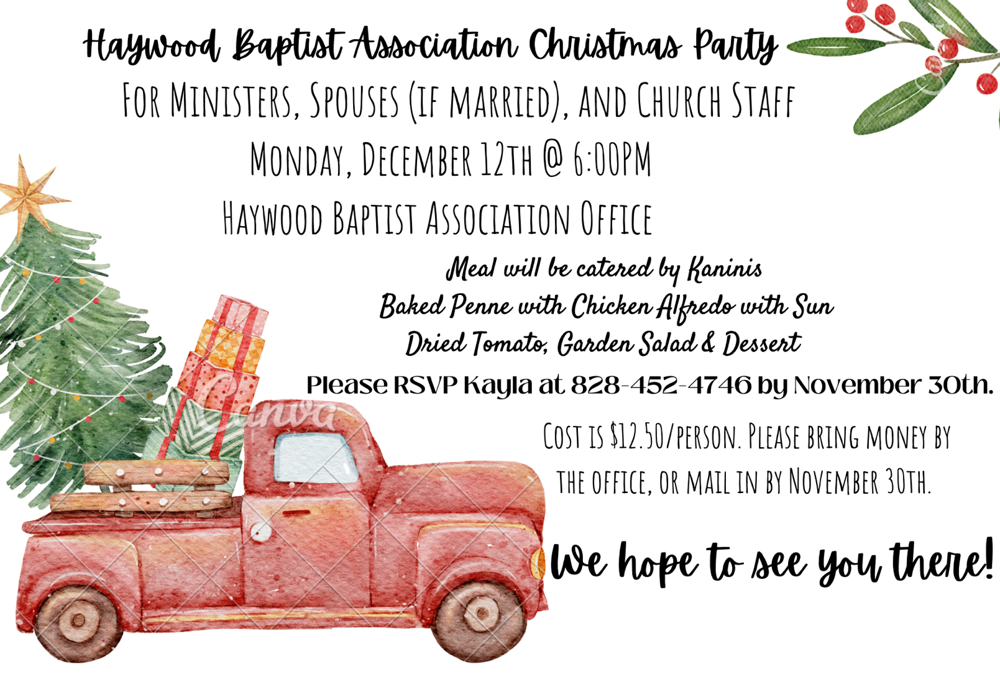 Haywood Baptist Association Christmas Party
For Ministers, Spouses (if married), and Church Staff
Monday, December 12th @ 6:00PM
Haywood Baptist Association Office
Meal will be catered by Kaninis
Baked Penne with Chicken Alfredo with Sun
Dried Tomato, Garden Salad & Dessert
Please RSVP Kayla at 828-452-4746 by November 30th.
Canva
Cost is $12.50/person. Please bring money by
the office, or mail in by November 30th.
We hope to see you there!